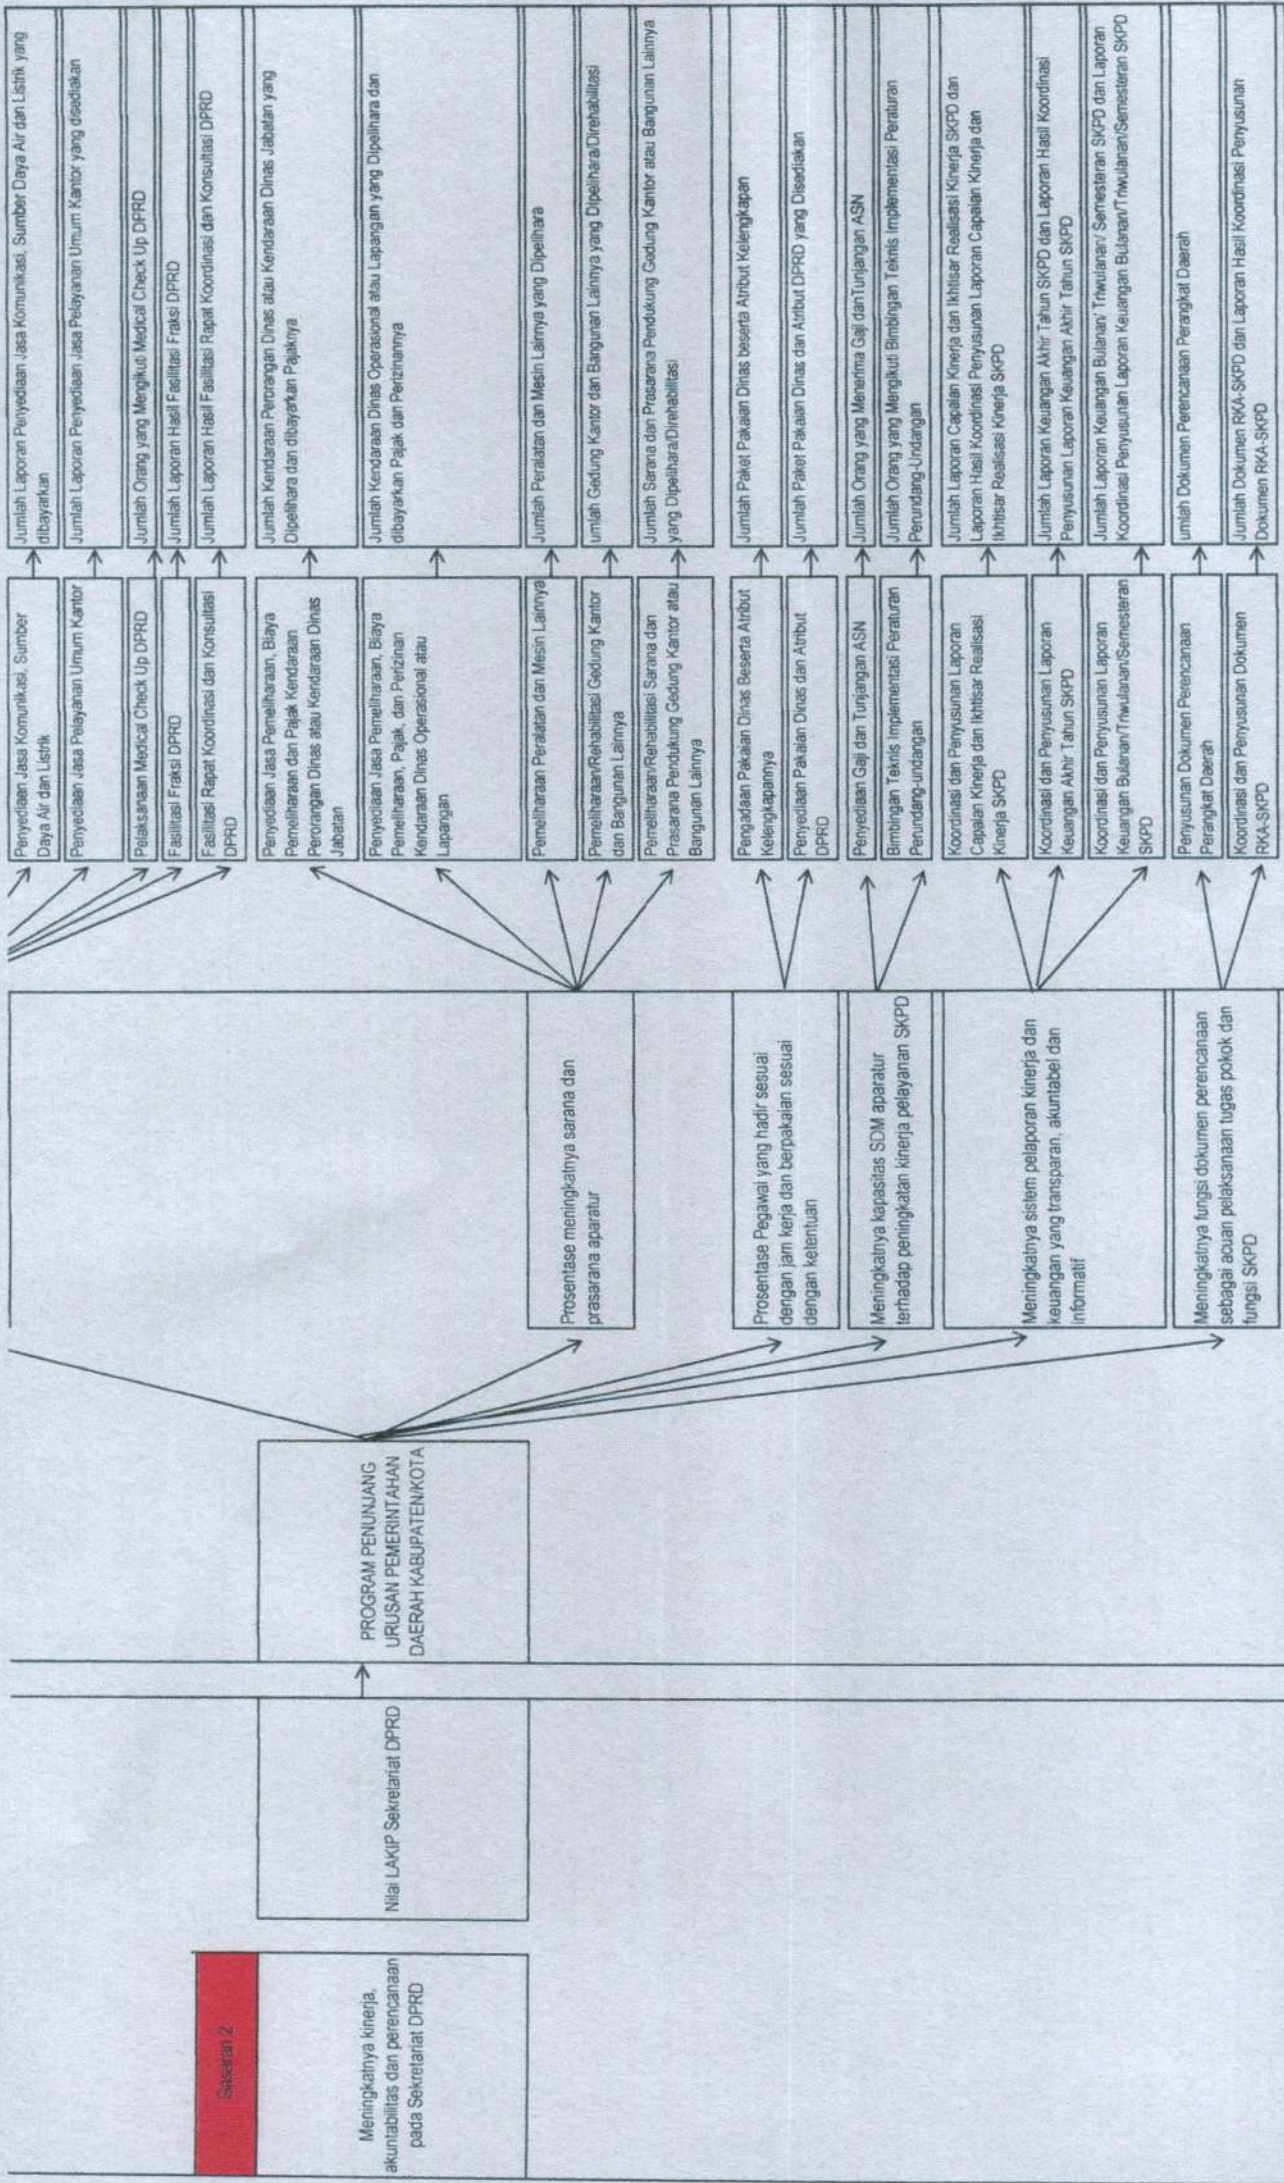 Sasaran 2
Meningkatnya kinerja,
akuntabilitas dan perencanaan
pada Sekretariat DPRD
Nilai LAKIP Sekretariat DPRD
PROGRAM PENUNJANG
URUSAN PEMERINTAHAN
DAERAH KABUPATEN/KOTA
Prosentase meningkatnya sarana dan
prasarana aparatur
Prosentase Pegawai yang hadir sesuai
dengan jam kerja dan berpakaian sesuai
dengan ketentuan
Meningkatnya kapasitas SDM aparatur
terhadap peningkatan kinerja pelayanan SKPD
Meningkatnya sistem pelaporan kinerja dan
keuangan yang transparan, akuntabel dan
informatif
Meningkatnya fungsi dokumen perencanaan
sebagai acuan pelaksanaan tugas pokok dan
fungsi SKPD
Penyediaan Jasa Komunikasi, Sumber
Daya Air dan Listrik
Penyediaan Jasa Pelayanan Umum Kantor
Pelaksanaan Medical Check Up DPRD
Fasilitasi Fraksi DPRD
Fasilitasi Rapat Koordinasi dan Konsultasi
DPRD
Penyediaan Jasa Pemeliharaan, Biaya
Pemeliharaan dan Pajak Kendaraan
Perorangan Dinas atau Kendaraan Dinas
Jabatan
Penyediaan Jasa Pemeliharaan, Biaya
Pemeliharaan, Pajak, dan Perizinan
Kendaraan Dinas Operasional atau
Lapangan
Pemeliharaan Peratatan dan Mesin Lainnya
Pemeliharaan/Rehabilitasi Gedung Kantor
dan Bangunan Lainnya
Pemeliharaan/Rehabilitasi Sarana dan
Prasarana Pendukung Gedung Kantor atau
Bangunan Lainnya
Pengadaan Pakaian Dinas Beserta Atribut
Kelengkapannya
Penyediaan Pakaian Dinas dan Atribut
DPRD
Penyediaan Gaji dan Tunjangan ASN
Bimbingan Teknis Implementasi Peraturan
Perundang-undangan
Koordinasi dan Penyusunan Laporan
Capaian Kinerja dan Ikhtisar Realisasi
Kinerja SKPD
Koordinasi dan Penyusunan Laporan
Keuangan Akhir Tahun SKPD
Koordinasi dan Penyusunan Laporan
Keuangan Bulanan/Triwulanan/Semesteran
SKPD
Penyusunan Dokumen Perencanaan
Perangkat Daerah
Koordinasi dan Penyusunan Dokumen
RKA-SKPD
Jumlah Laporan Penyediaan Jasa Komunikasi, Sumber Daya Air dan Listrik yang
dibayarkan
Jumlah Laporan Penyediaan Jasa Pelayanan Umum Kantor yang disediakan
Jumlah Orang yang Mengikuti Medical Check Up DPRD
Jumlah Laporan Hasil Fasilitasi Fraksi DPRD
Jumlah Laporan Hasil Fasilitasi Rapat Koordinasi dan Konsultasi DPRD
Jumlah Kendaraan Perorangan Dinas atau Kendaraan Dinas Jabatan yang
Dipelihara dan dibayarkan Pajaknya
Jumlah Kendaraan Dinas Operasional atau Lapangan yang Dipelihara dan
dibayarkan Pajak dan Perizinannya
Jumlah Peralatan dan Mesin Lainnya yang Dipelihara
umlah Gedung Kantor dan Bangunan Lainnya yang Dipelihara/Direhabilitasi
Jumlah Sarana dan Prasarana Pendukung Gedung Kantor atau Bangunan Lainnya
yang Dipelihara/Direhabilitasi
Jumlah Paket Pakaian Dinas beserta Atribut Kelengkapan
Jumlah Paket Pakaian Dinas dan Atribut DPRD yang Disediakan
Jumlah Orang yang Menerima Gaji danTunjangan ASN
Jumlah Orang yang Mengikuti Bimbingan Teknis Implementasi Peraturan
Perundang-Undangan
Jumlah Laporan Capaian Kinerja dan Ikhtisar Realisasi Kinerja SKPD dan
Laporan Hasil Koordinasi Penyusunan Laporan Capaian Kinerja dan
Ikhtisar Realisasi Kinerja SKPD
Jumlah Laporan Keuangan Akhir Tahun SKPD dan Laporan Hasil Koordinasi
Penyusunan Laporan Keuangan Akhir Tahun SKPD
Jumlah Laporan Keuangan Bulanan/ Triwulanan/ Semesteran SKPD dan Laporan
Koordinasi Penyusunan Laporan Keuangan Bulanan/Triwulanan/Semesteran SKPD
umlah Dokumen Perencanaan Perangkat Daerah
Jumlah Dokumen RKA-SKPD dan Laporan Hasil Koordinasi Penyusunan
Dokumen RKA-SKPD